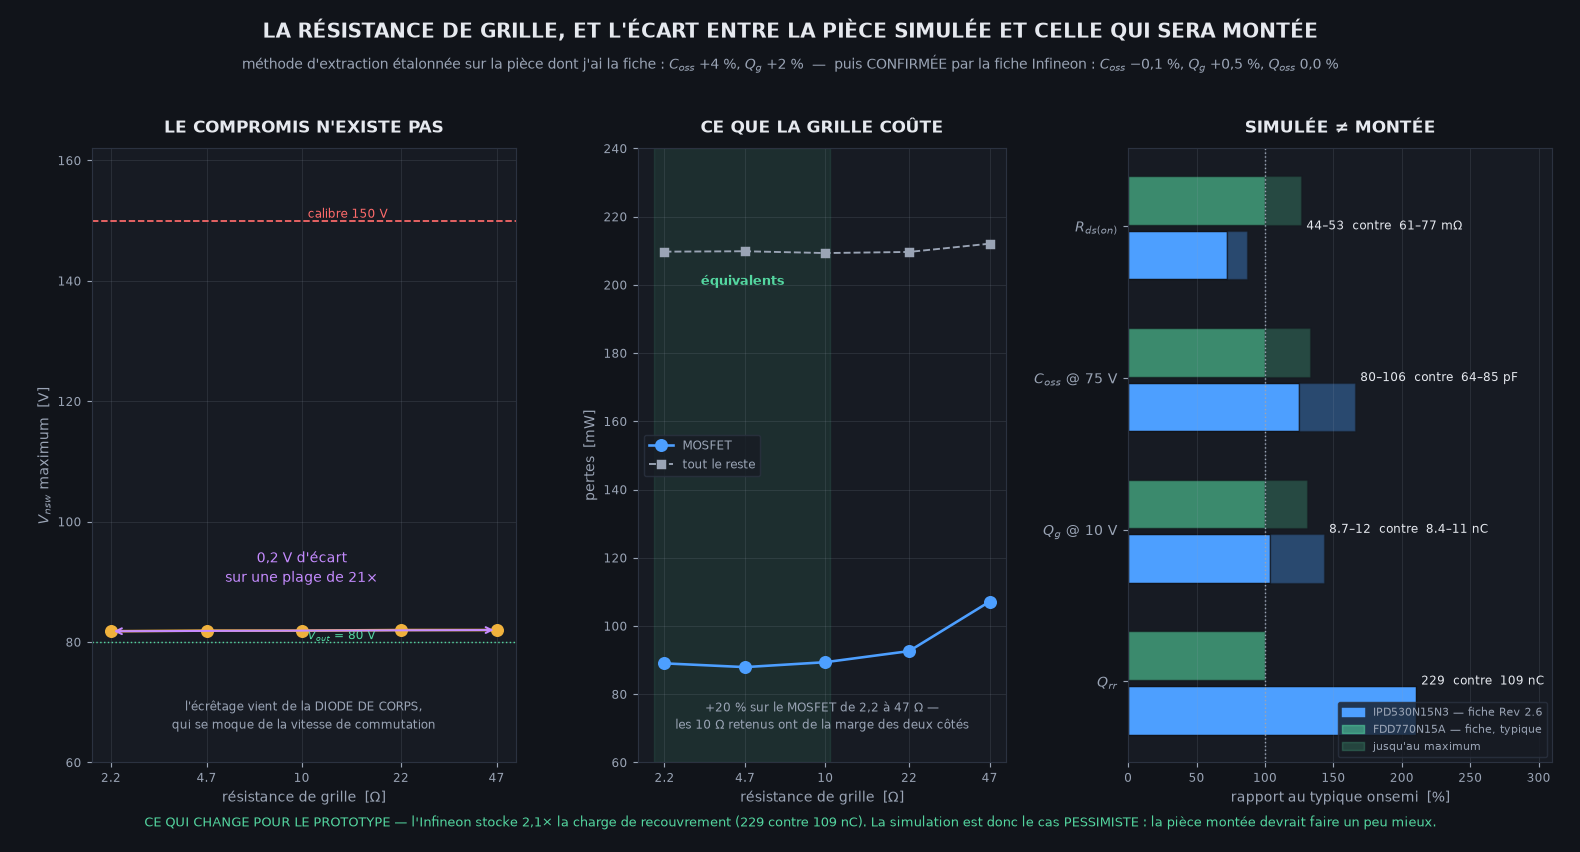 LA RÉSISTANCE DE GRILLE, ET L'ÉCART ENTRE LA PIÈCE SIMULÉE ET CELLE QUI SERA MONTÉE
méthode d'extraction étalonnée sur la pièce dont j'ai la fiche : Coss +4 %, Qg +2 % — puis CONFIRMÉE par la fiche Infineon : Coss −0,1 %, Qg +0,5 %, Qoss 0,0 %
LE COMPROMIS N'EXISTE PAS
160
140
120
100
80
60
Vnsw maximum [V]
calibre 150 V
0,2 V d'écart
sur une plage de 21×
Vout = 80 V
l'écrêtage vient de la DIODE DE CORPS,
qui se moque de la vitesse de commutation
2.2 4.7 10 22 47
résistance de grille [Ω]
CE QUE LA GRILLE COÛTE
240
220
200
180
160
140
120
100
80
60
pertes [mW]
équivalents
MOSFET
tout le reste
+20 % sur le MOSFET de 2,2 à 47 Ω —
les 10 Ω retenus ont de la marge des deux côtés
2.2 4.7 10 22 47
résistance de grille [Ω]
SIMULÉE ≠ MONTÉE
Rds(on)
44–53 contre 61–77 mΩ
Coss @ 75 V
80–106 contre 64–85 pF
Qg @ 10 V
8.7–12 contre 8.4–11 nC
Qrr
229 contre 109 nC
IPD530N15N3 — fiche Rev 2.6
FDD770N15A — fiche, typique
jusqu'au maximum
0 50 100 150 200 250 300
rapport au typique onsemi [%]
CE QUI CHANGE POUR LE PROTOTYPE — l'Infineon stocke 2,1× la charge de recouvrement (229 contre 109 nC). La simulation est donc le cas PESSIMISTE : la pièce montée devrait faire un peu mieux.